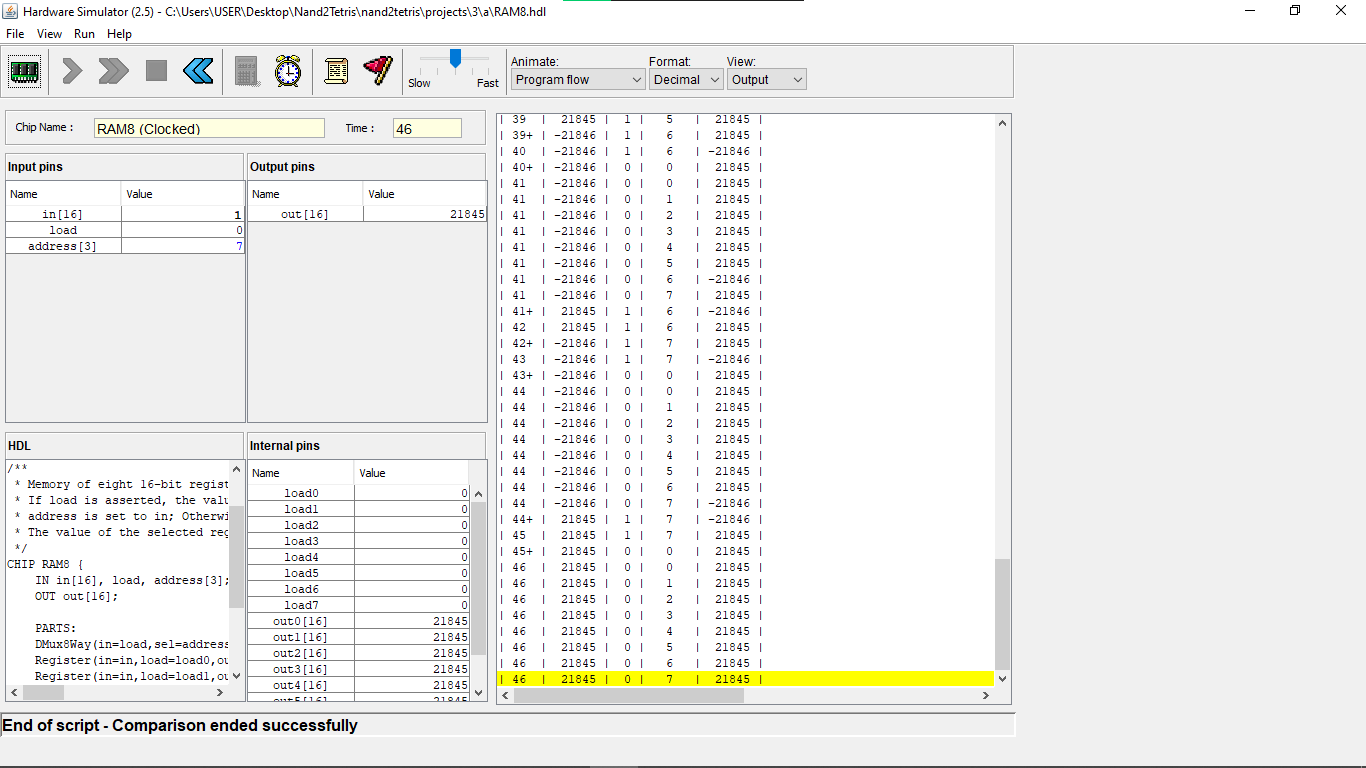 Hardware Simulator (2.5) - C:\Users\USER\Desktop\Nand2Tetris\nand2tetris\projects\3\a\RAM8.hdl
File View Run Help
Slow Fast
Animate: Format: View:
Program flow Decimal Output
Chip Name : RAM8 (Clocked) Time : 46
Input pins
Name Value
in[16] 1
load 0
address[3] 7
Output pins
Name Value
out[16] 21845
HDL
/**
* Memory of eight 16-bit regist
* If load is asserted, the valu
* address is set to in; Otherwi
* The value of the selected reg
*/
CHIP RAM8 {
IN in[16], load, address[3];
OUT out[16];
PARTS:
DMux8Way(in=load,sel=address
Register(in=in,load=load0,ou
Register(in=in,load=load1,ou
Internal pins
Name Value
load0 0
load1 0
load2 0
load3 0
load4 0
load5 0
load6 0
load7 0
out0[16] 21845
out1[16] 21845
out2[16] 21845
out3[16] 21845
out4[16] 21845
out5[16] 21845
| 39 | 21845 | 1 | 5 | 21845 |
| 39+ | -21846 | 1 | 6 | 21845 |
| 40 | -21846 | 1 | 6 | -21846 |
| 40+ | -21846 | 0 | 0 | 21845 |
| 41 | -21846 | 0 | 0 | 21845 |
| 41 | -21846 | 0 | 1 | 21845 |
| 41 | -21846 | 0 | 2 | 21845 |
| 41 | -21846 | 0 | 3 | 21845 |
| 41 | -21846 | 0 | 4 | 21845 |
| 41 | -21846 | 0 | 5 | 21845 |
| 41 | -21846 | 0 | 6 | -21846 |
| 41 | -21846 | 0 | 7 | 21845 |
| 41+ | 21845 | 1 | 6 | -21846 |
| 42 | 21845 | 1 | 6 | 21845 |
| 42+ | -21846 | 1 | 7 | 21845 |
| 43 | -21846 | 1 | 7 | -21846 |
| 43+ | -21846 | 0 | 0 | 21845 |
| 44 | -21846 | 0 | 0 | 21845 |
| 44 | -21846 | 0 | 1 | 21845 |
| 44 | -21846 | 0 | 2 | 21845 |
| 44 | -21846 | 0 | 3 | 21845 |
| 44 | -21846 | 0 | 4 | 21845 |
| 44 | -21846 | 0 | 5 | 21845 |
| 44 | -21846 | 0 | 6 | 21845 |
| 44 | -21846 | 0 | 7 | -21846 |
| 44+ | 21845 | 1 | 7 | -21846 |
| 45 | 21845 | 1 | 7 | 21845 |
| 45+ | 21845 | 0 | 0 | 21845 |
| 46 | 21845 | 0 | 0 | 21845 |
| 46 | 21845 | 0 | 1 | 21845 |
| 46 | 21845 | 0 | 2 | 21845 |
| 46 | 21845 | 0 | 3 | 21845 |
| 46 | 21845 | 0 | 4 | 21845 |
| 46 | 21845 | 0 | 5 | 21845 |
| 46 | 21845 | 0 | 6 | 21845 |
| 46 | 21845 | 0 | 7 | 21845 |
End of script - Comparison ended successfully